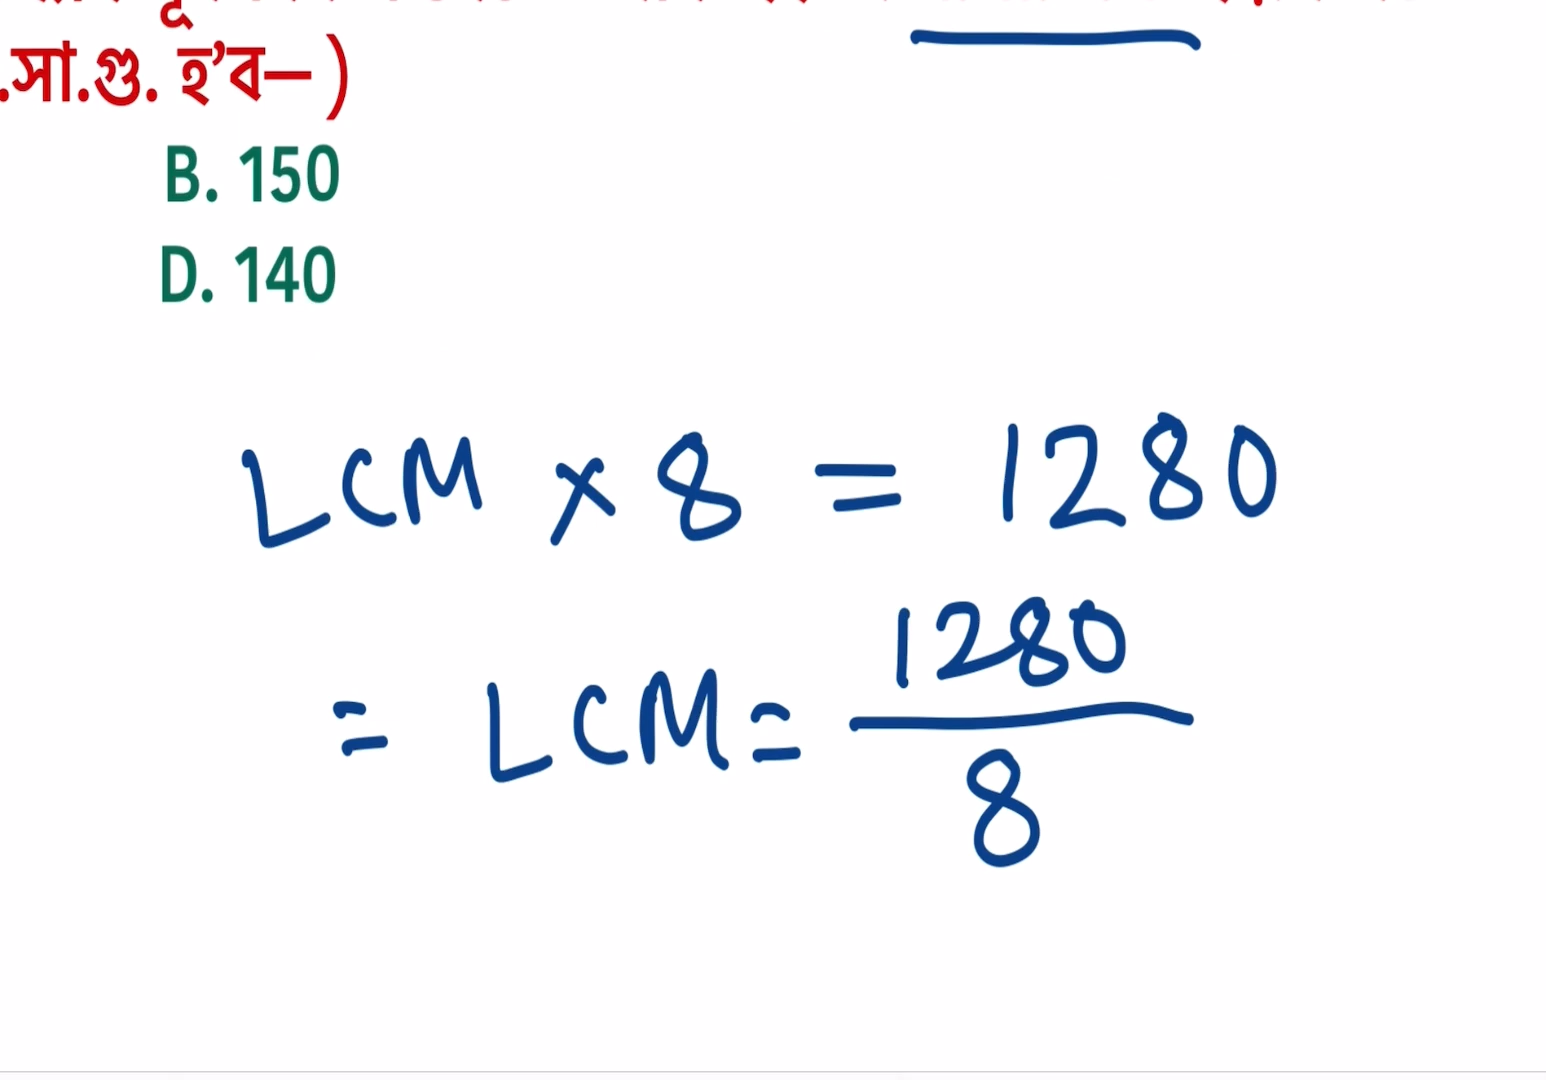 .সা.গু. হ'ব— )
B. 150
D. 140
LCM × 8 = 1280
= LCM = 1280
8